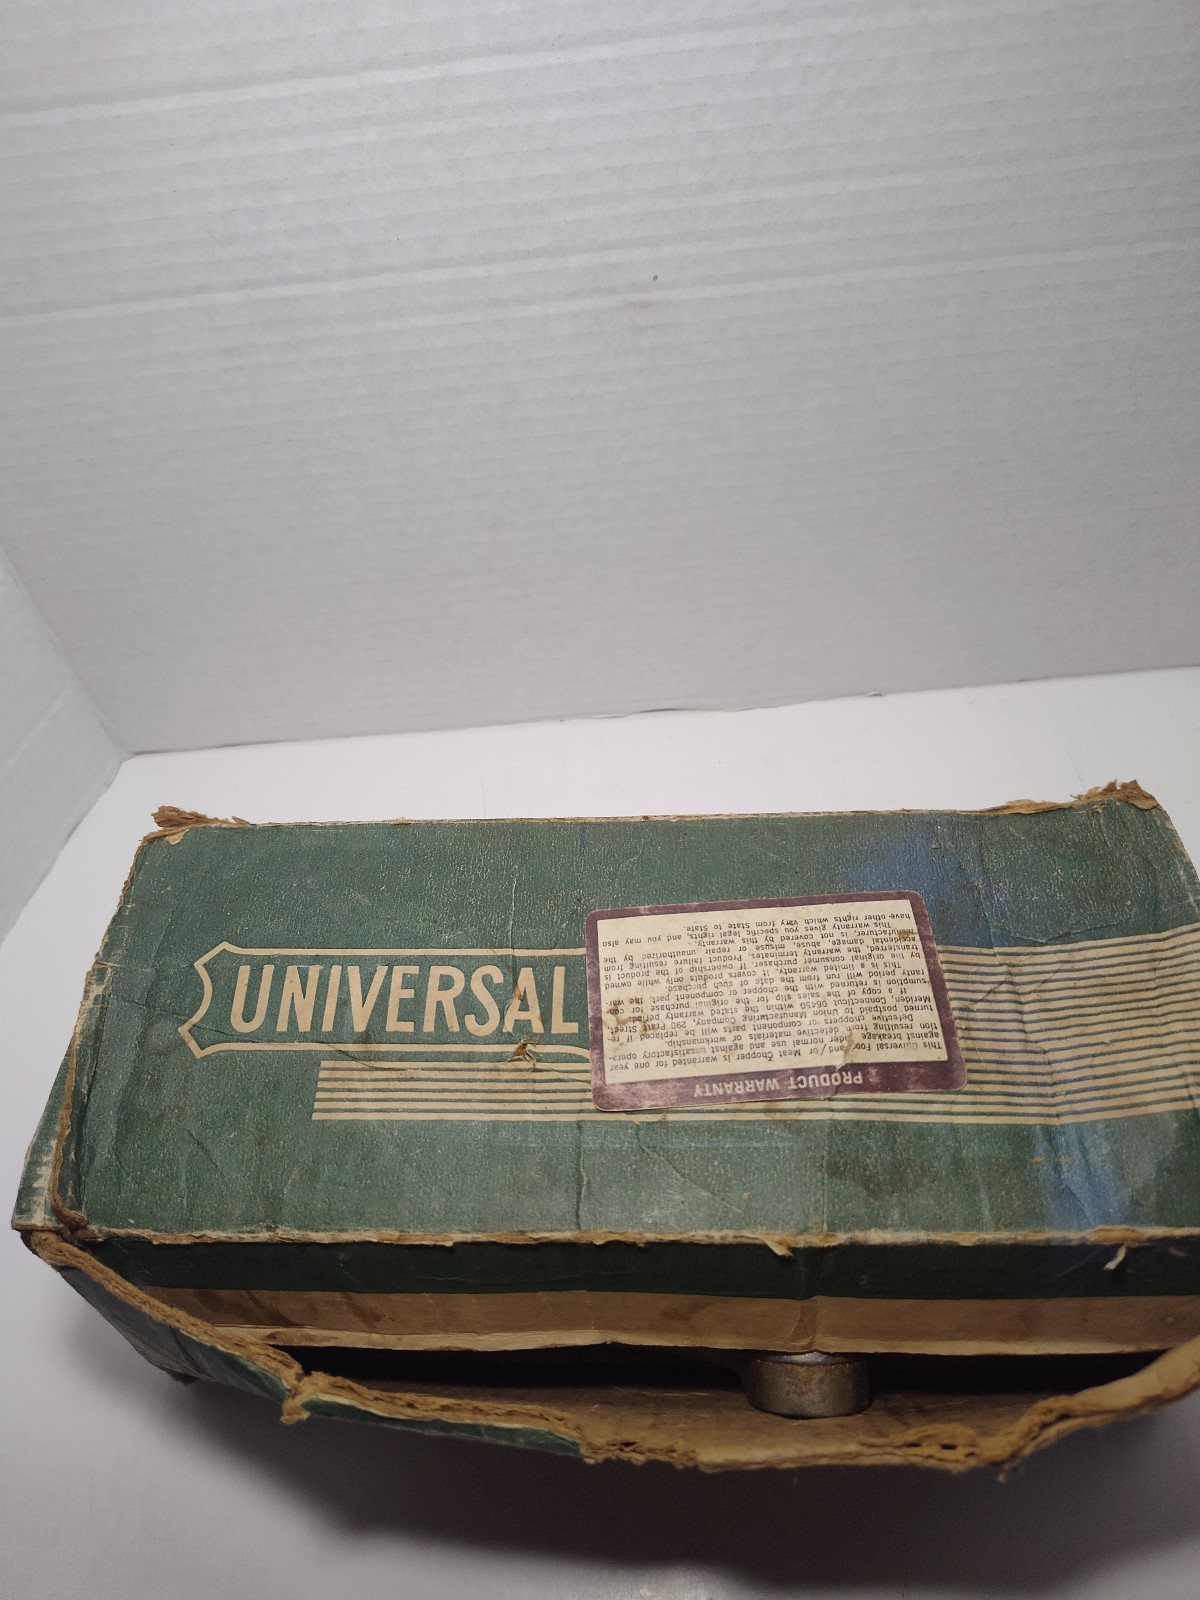 UNIVERSAL
PRODUCT WARRANTY
This Universal Food and/or Meat Chopper is warranted for one year
against breakage under normal use and against unsatisfactory opera-
tion resulting from defective materials or workmanship.
Defective choppers or component parts will be replaced if re-
turned postpaid to Union Manufacturing Company, 290 Pratt Street,
Meriden, Connecticut 06450 within the stated warranty period.
If a copy of the sales slip for the original purchase for con-
sumption is returned with the chopper or component part, the war-
ranty period will run from the date of such purchase.
This is a limited warranty. It covers products only while owned
by the original consumer purchaser. If ownership of the product is
transferred, the warranty terminates. Product failure resulting from
accidental damage, abuse, misuse or repair unauthorized by the
manufacturer, is not covered by this warranty.
This warranty gives you specific legal rights, and you may also
have other rights which vary from State to State.